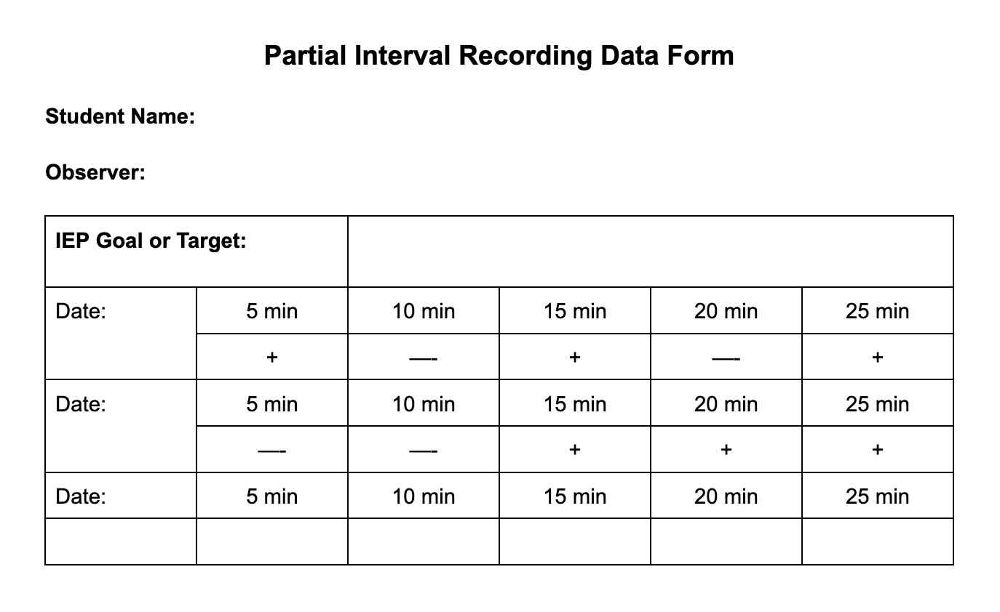 Partial Interval Recording Data Form
Student Name:
Observer:
IEP Goal or Target:
Date: 5 min 10 min 15 min 20 min 25 min
+ —- + —- +
Date: 5 min 10 min 15 min 20 min 25 min
—- —- + + +
Date: 5 min 10 min 15 min 20 min 25 min